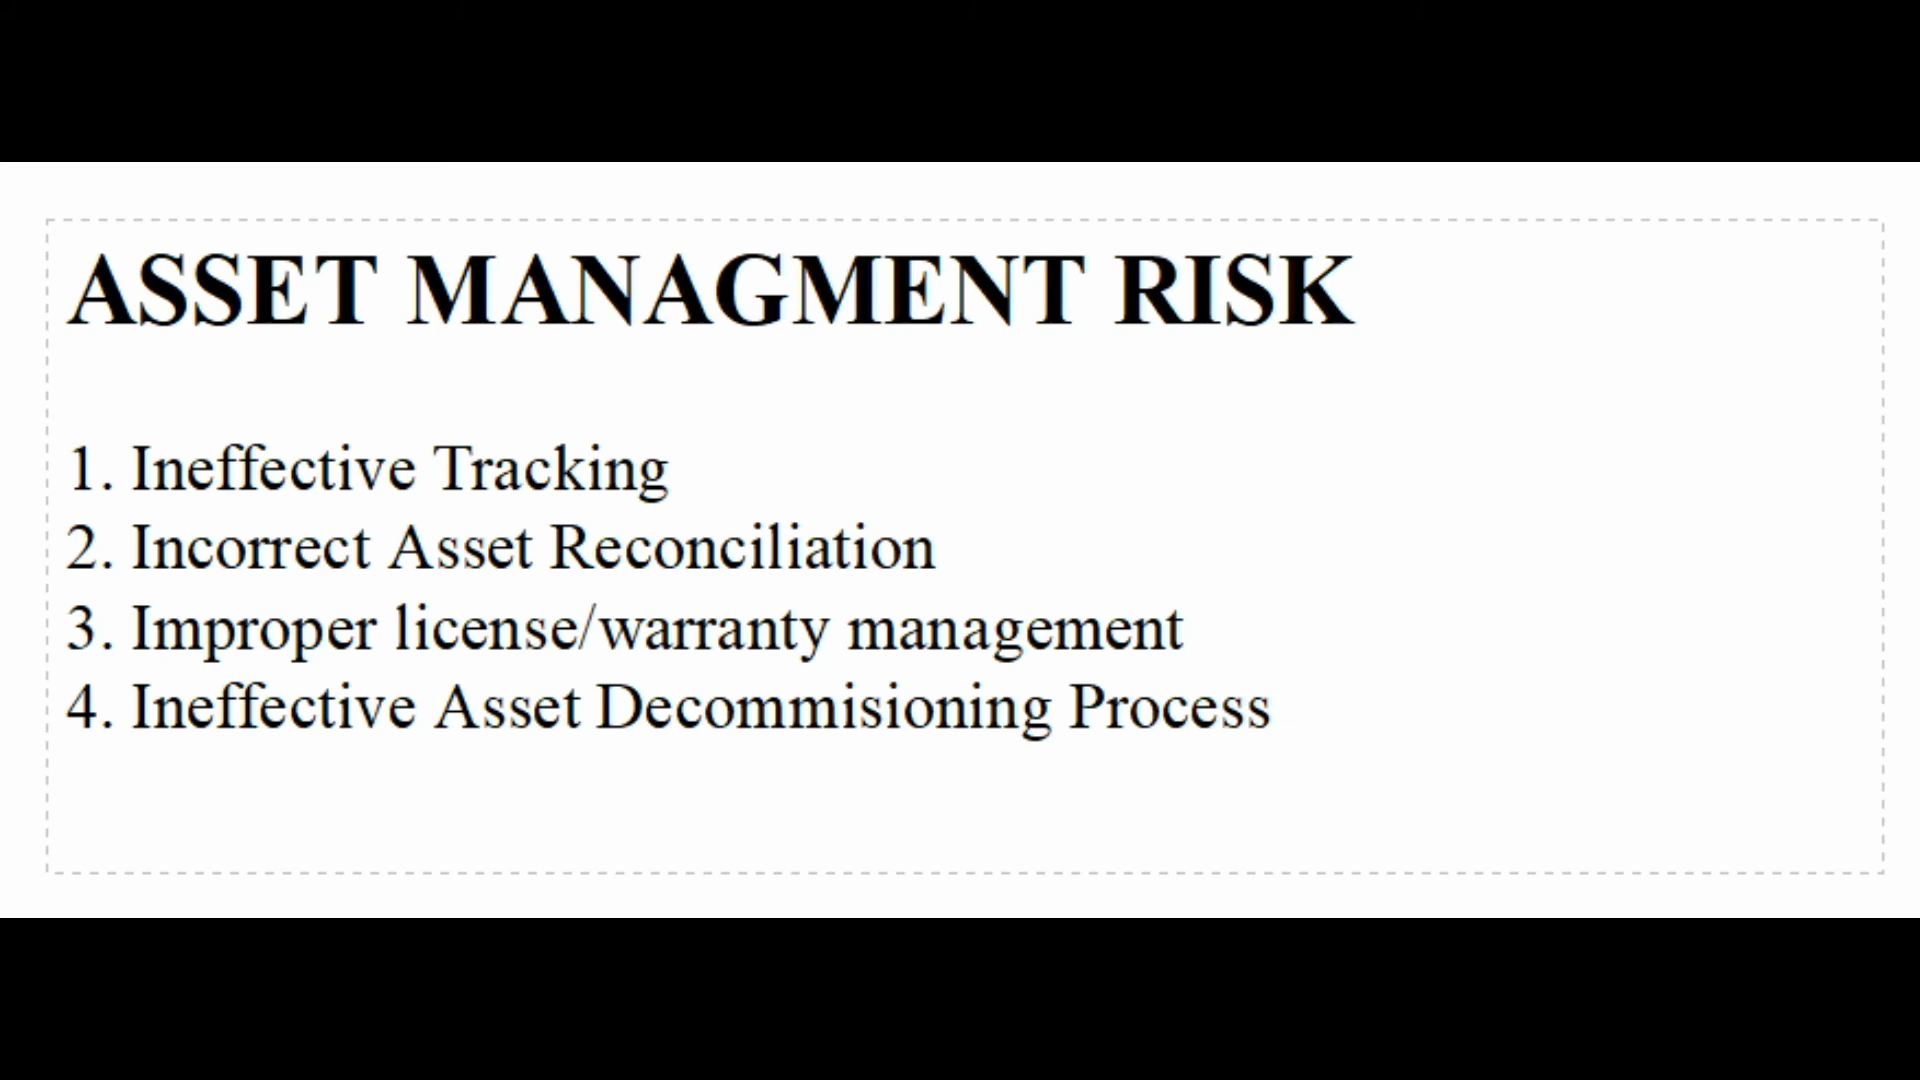 ASSET MANAGMENT RISK
1. Ineffective Tracking
2. Incorrect Asset Reconciliation
3. Improper license/warranty management
4. Ineffective Asset Decommisioning Process